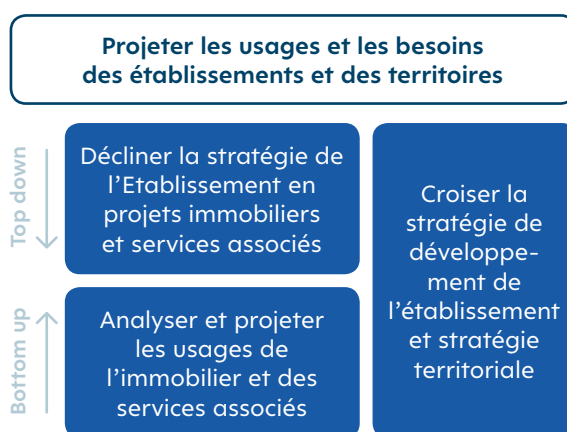 Projeter les usages et les besoins
des établissements et des territoires
Top down
Décliner la stratégie de
l’Etablissement en
projets immobiliers
et services associés
Bottom up
Analyser et projeter
les usages de
l’immobilier et des
services associés
Croiser la
stratégie de
développe-
ment de
l’établissement
et stratégie
territoriale